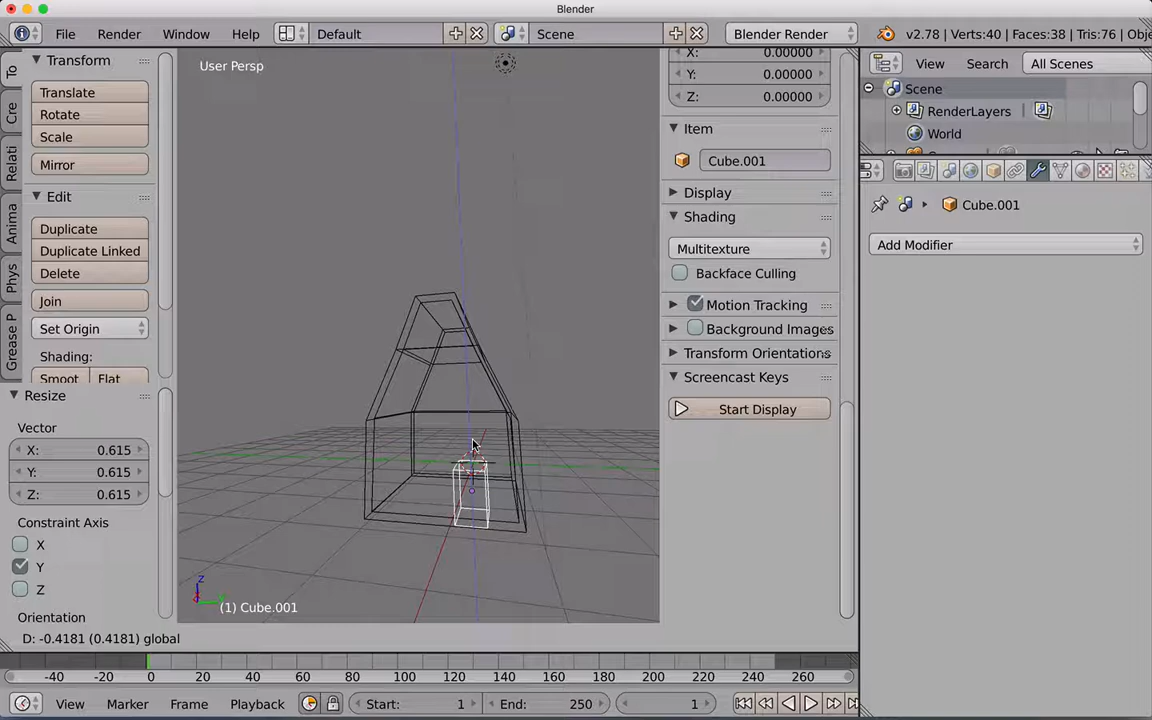 Blender
File Render Window Help Default Scene Blender Render v2.78 | Verts:40 | Faces:38 | Tris:76 | Obje
To
Cre
Relati
Anima
Phys
Grease P
Transform
Translate
Rotate
Scale
Mirror
Edit
Duplicate
Duplicate Linked
Delete
Join
Set Origin
Shading:
Smoot Flat
Resize
Vector
X: 0.615
Y: 0.615
Z: 0.615
Constraint Axis
X
Y
Z
Orientation
User Persp
z
(1) Cube.001
D: -0.4181 (0.4181) global
X: 0.00000
Y: 0.00000
Z: 0.00000
Item
Cube.001
Display
Shading
Multitexture
Backface Culling
Motion Tracking
Background Images
Transform Orientations
Screencast Keys
Start Display
View Search All Scenes
Scene
RenderLayers
World
Cube.001
Add Modifier
-40 -20 0 20 40 60 80 100 120 140 160 180 200 220 240 260
View Marker Frame Playback Start: 1 End: 250 1